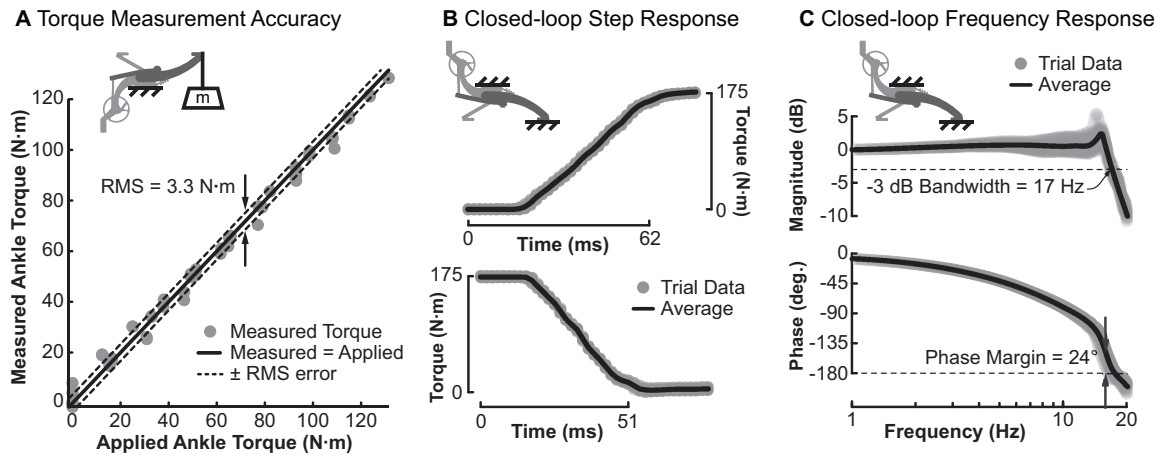 A Torque Measurement Accuracy
Measured Ankle Torque (N·m)
120
100
80
60
40
20
0
m
RMS = 3.3 N·m
Measured Torque
Measured = Applied
± RMS error
0 20 40 60 80 100 120
Applied Ankle Torque (N·m)
B Closed-loop Step Response
175
0
Torque (N·m)
0 62
Time (ms)
Torque (N·m)
175
0
Trial Data
Average
0 51
Time (ms)
C Closed-loop Frequency Response
Trial Data
Average
Magnitude (dB)
5
0
-5
-10
-3 dB Bandwidth = 17 Hz
Phase (deg.)
0
-45
-90
-135
-180
Phase Margin = 24°
1 10 20
Frequency (Hz)